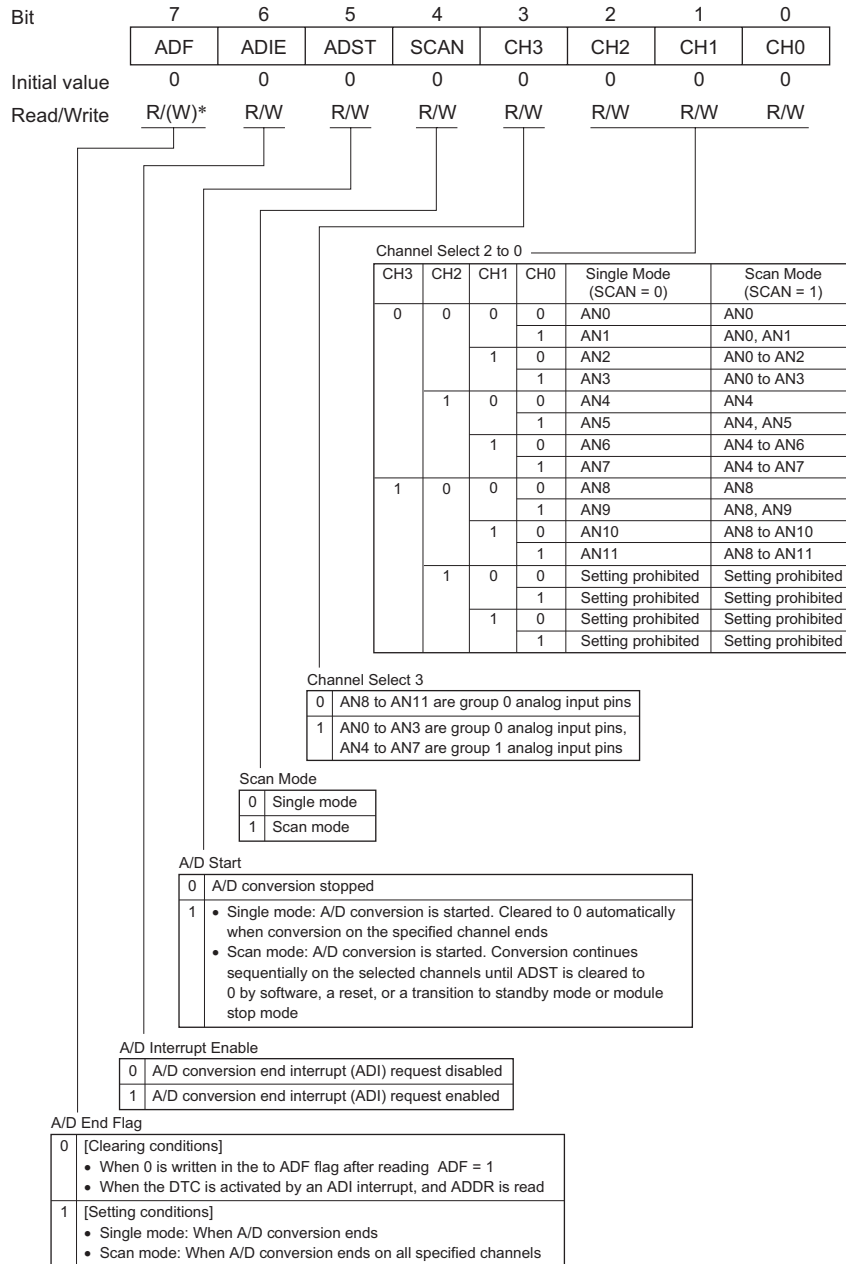 Bit 7 6 5 4 3 2 1 0
ADF ADIE ADST SCAN CH3 CH2 CH1 CH0
Initial value 0 0 0 0 0 0 0 0
Read/Write R/(W)* R/W R/W R/W R/W R/W R/W R/W
Channel Select 2 to 0
CH3 CH2 CH1 CH0 Single Mode (SCAN = 0) Scan Mode (SCAN = 1)
0 0 0 0 AN0 AN0
1 AN1 AN0, AN1
1 0 AN2 AN0 to AN2
1 AN3 AN0 to AN3
1 0 0 AN4 AN4
1 AN5 AN4, AN5
1 0 AN6 AN4 to AN6
1 AN7 AN4 to AN7
1 0 0 0 AN8 AN8
1 AN9 AN8, AN9
1 0 AN10 AN8 to AN10
1 AN11 AN8 to AN11
1 0 0 Setting prohibited Setting prohibited
1 Setting prohibited Setting prohibited
1 0 Setting prohibited Setting prohibited
1 Setting prohibited Setting prohibited
Channel Select 3
0 AN8 to AN11 are group 0 analog input pins
1 AN0 to AN3 are group 0 analog input pins,
AN4 to AN7 are group 1 analog input pins
Scan Mode
0 Single mode
1 Scan mode
A/D Start
0 A/D conversion stopped
1 • Single mode: A/D conversion is started. Cleared to 0 automatically
when conversion on the specified channel ends
• Scan mode: A/D conversion is started. Conversion continues
sequentially on the selected channels until ADST is cleared to
0 by software, a reset, or a transition to standby mode or module
stop mode
A/D Interrupt Enable
0 A/D conversion end interrupt (ADI) request disabled
1 A/D conversion end interrupt (ADI) request enabled
A/D End Flag
0 [Clearing conditions]
• When 0 is written in the to ADF flag after reading ADF = 1
• When the DTC is activated by an ADI interrupt, and ADDR is read
1 [Setting conditions]
• Single mode: When A/D conversion ends
• Scan mode: When A/D conversion ends on all specified channels